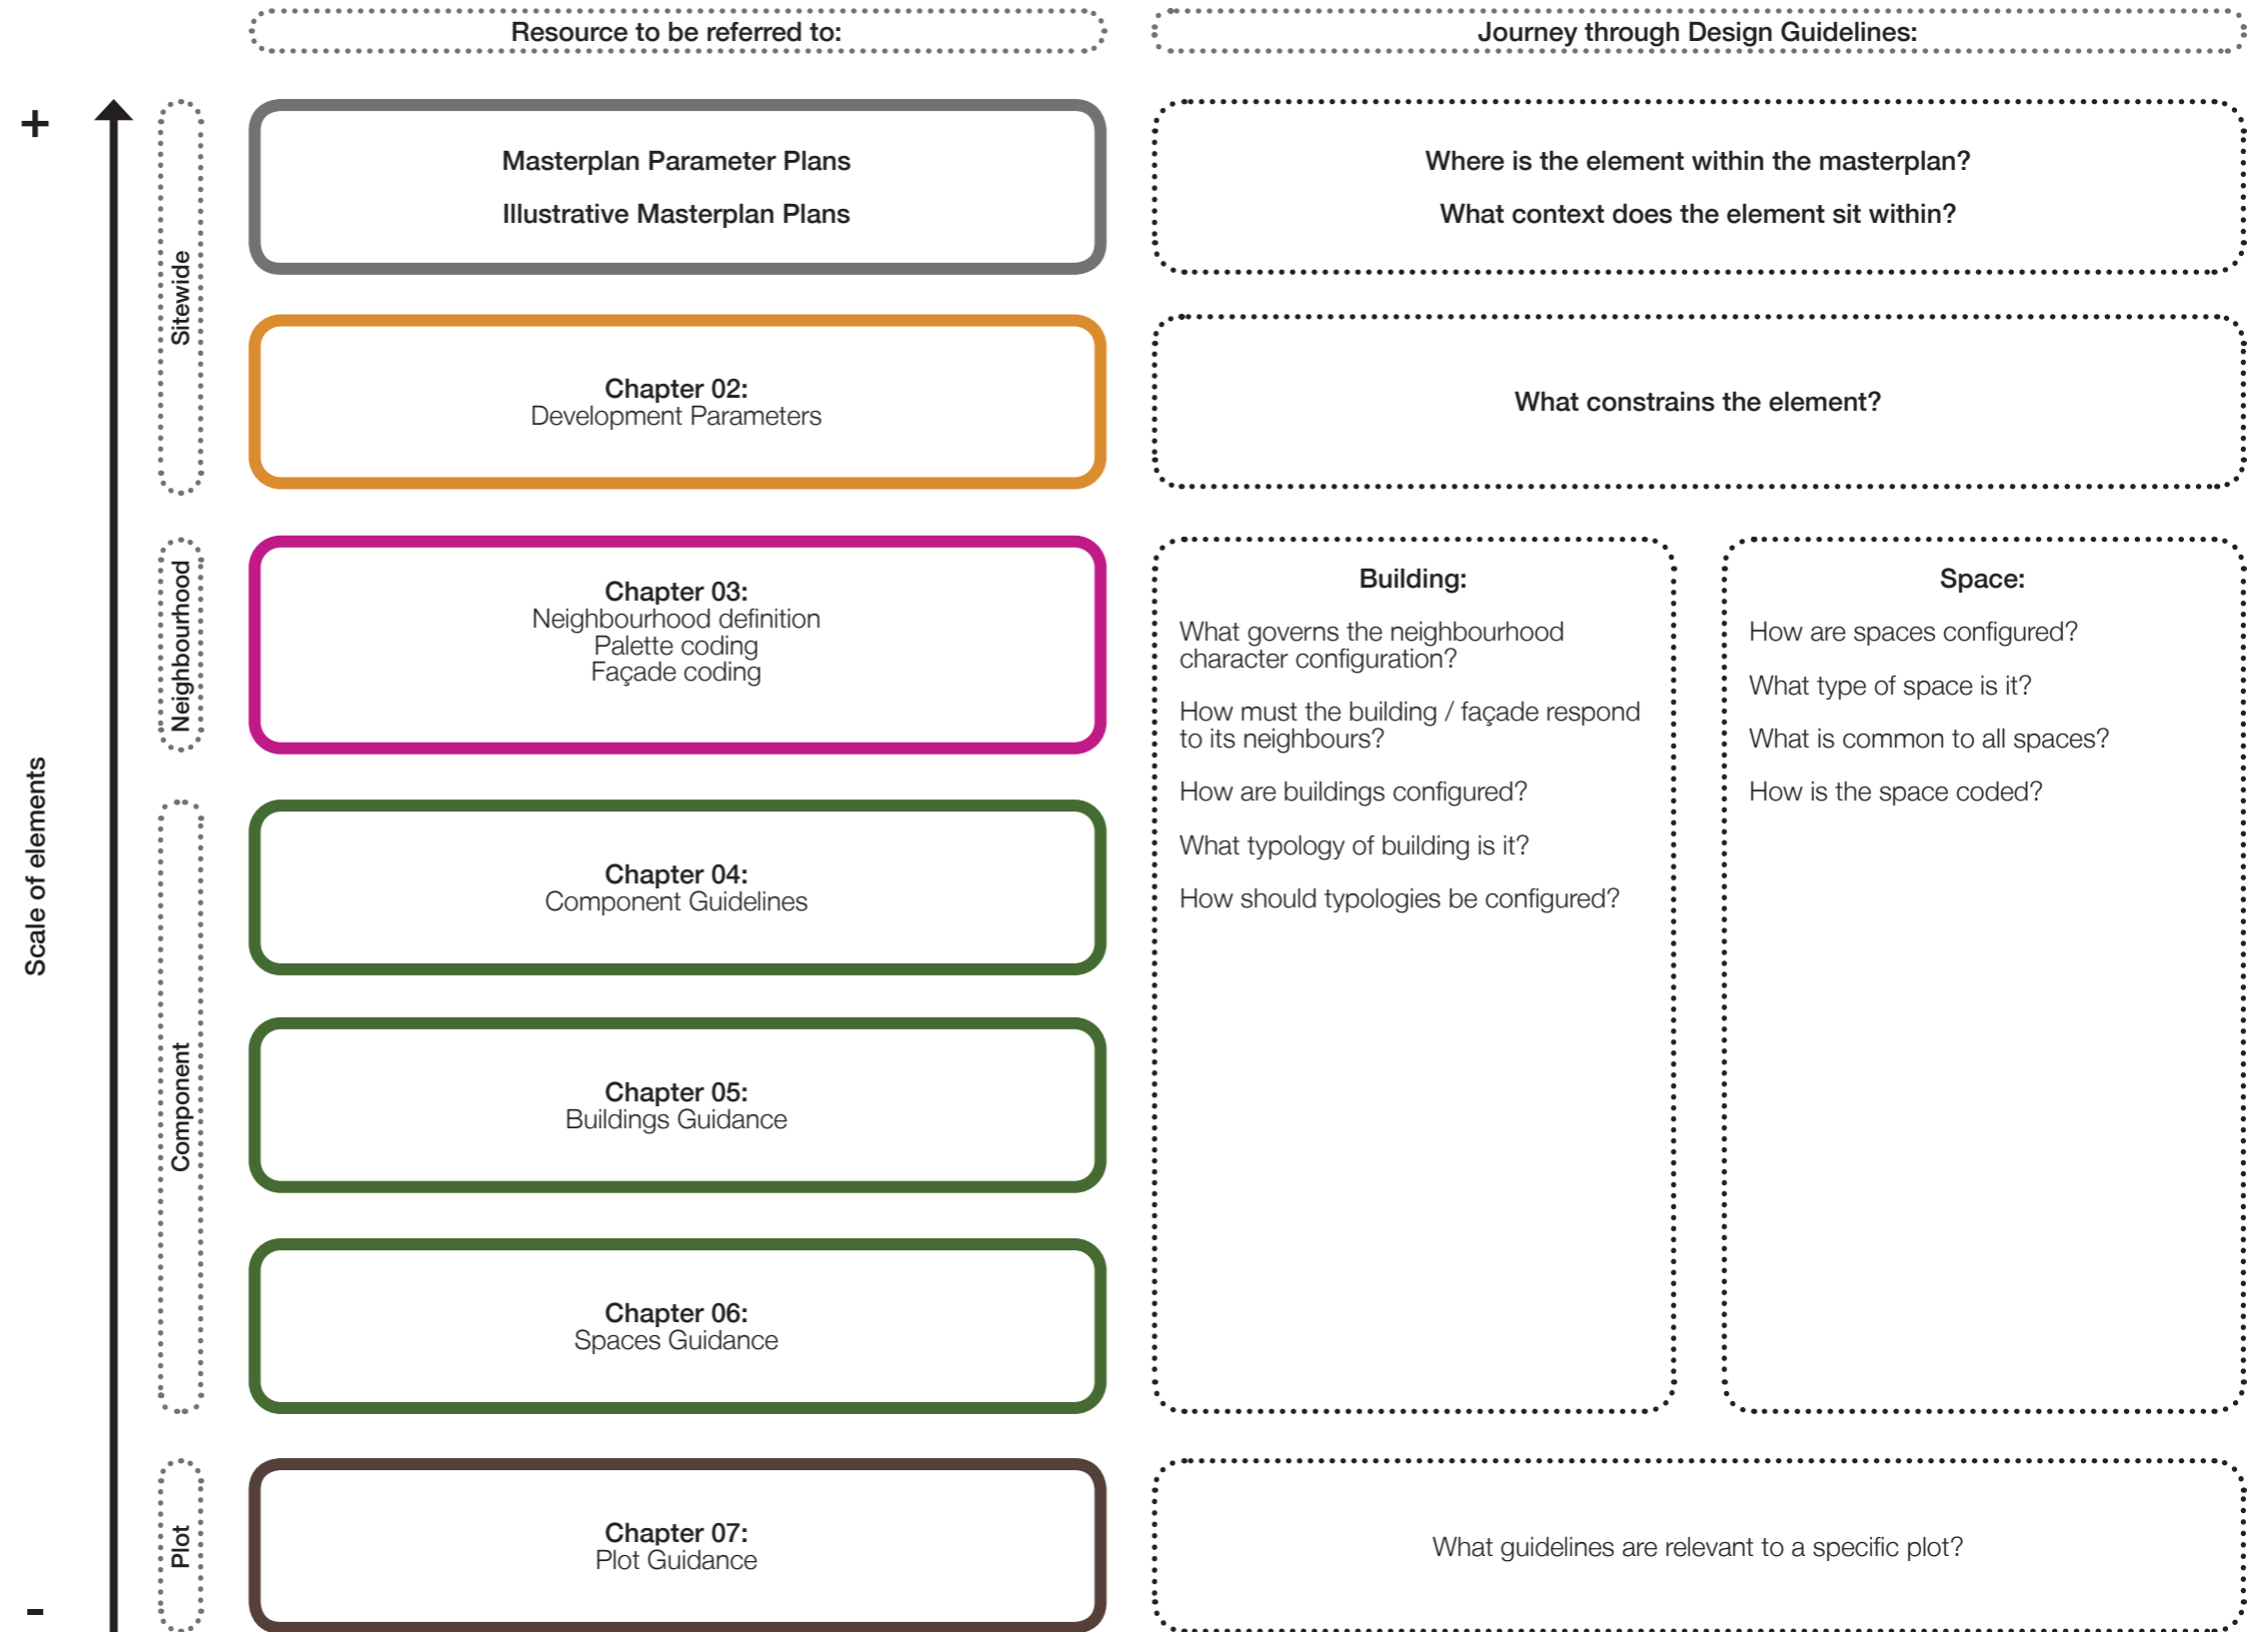 Resource to be referred to:
Journey through Design Guidelines:
+
Scale of elements
-
Sitewide
Masterplan Parameter Plans
Illustrative Masterplan Plans
Where is the element within the masterplan?
What context does the element sit within?
Chapter 02:
Development Parameters
What constrains the element?
Neighbourhood
Chapter 03:
Neighbourhood definition
Palette coding
Façade coding
Component
Chapter 04:
Component Guidelines
Chapter 05:
Buildings Guidance
Chapter 06:
Spaces Guidance
Building:
What governs the neighbourhood
character configuration?
How must the building / façade respond
to its neighbours?
How are buildings configured?
What typology of building is it?
How should typologies be configured?
Space:
How are spaces configured?
What type of space is it?
What is common to all spaces?
How is the space coded?
Plot
Chapter 07:
Plot Guidance
What guidelines are relevant to a specific plot?